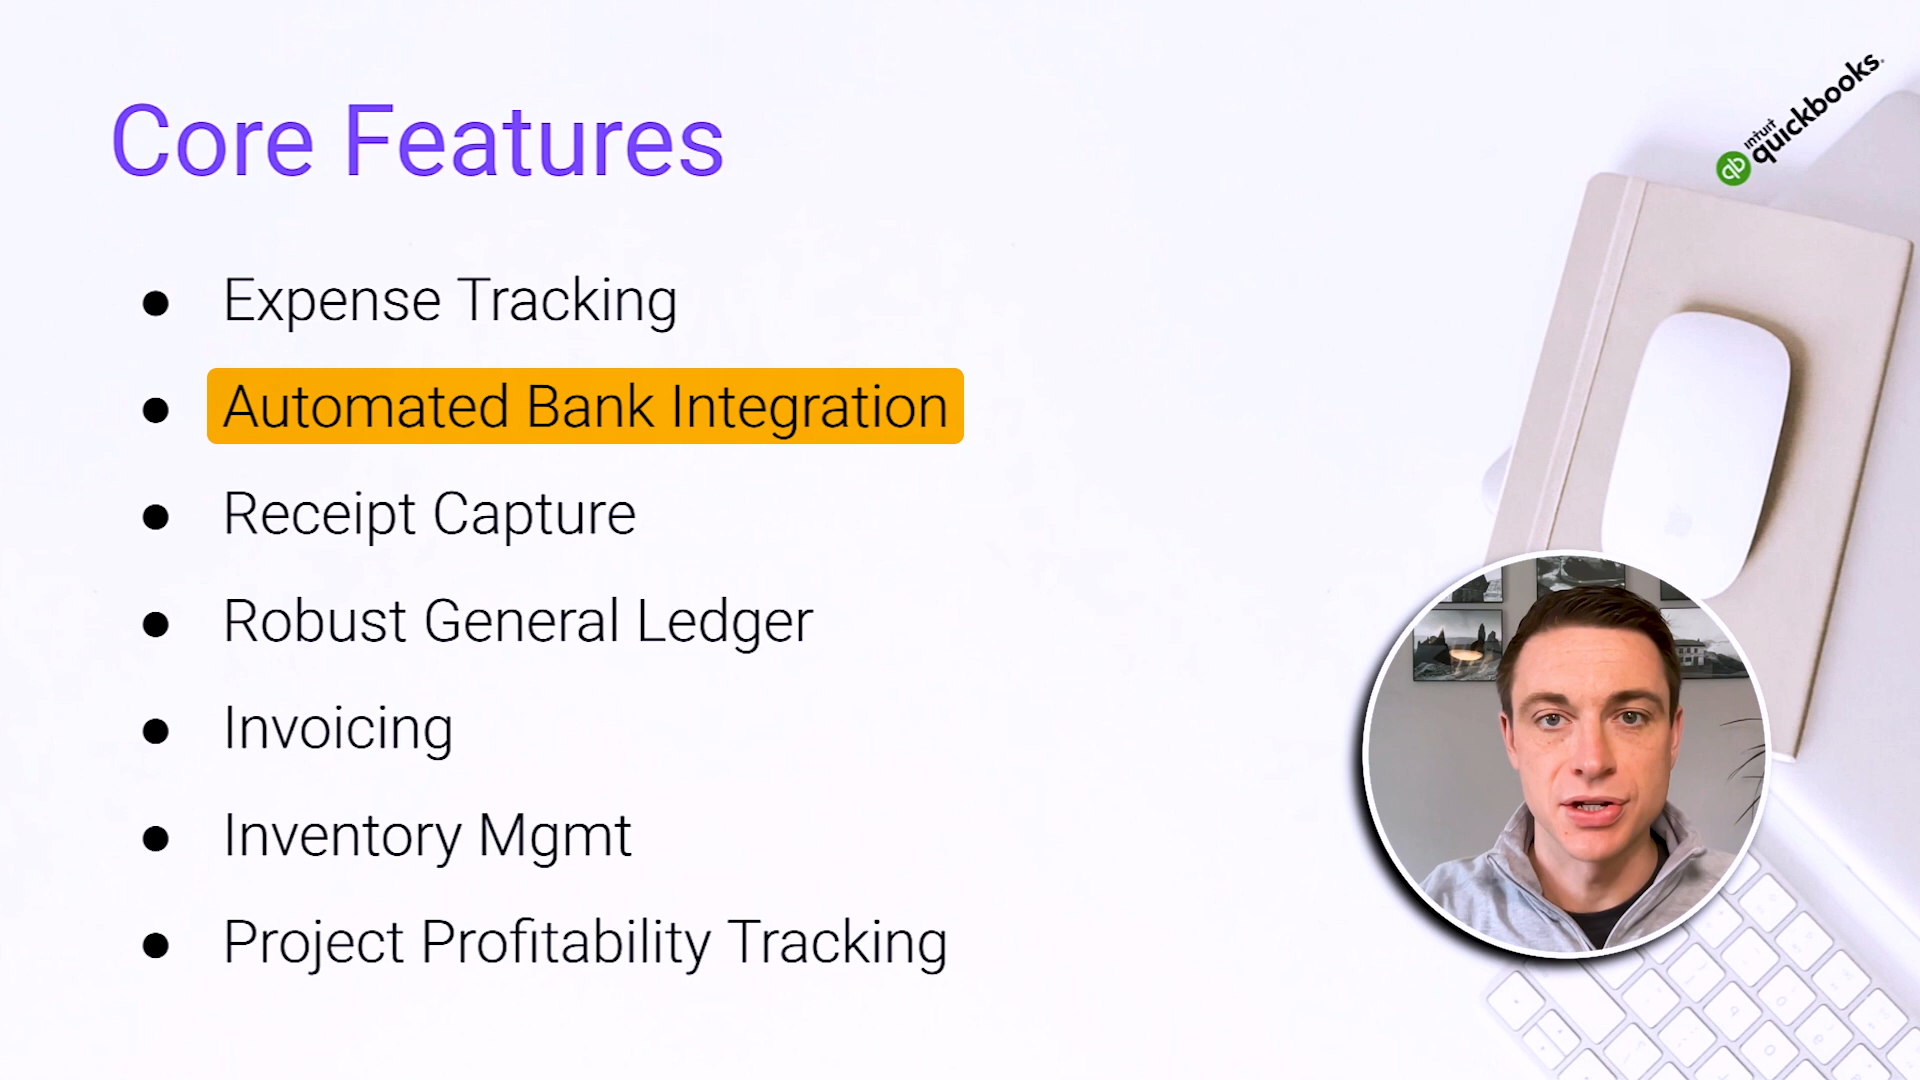 Core Features
INTUIT
quickbooks.
Expense Tracking
Automated Bank Integration
Receipt Capture
Robust General Ledger
Invoicing
Inventory Mgmt
Project Profitability Tracking